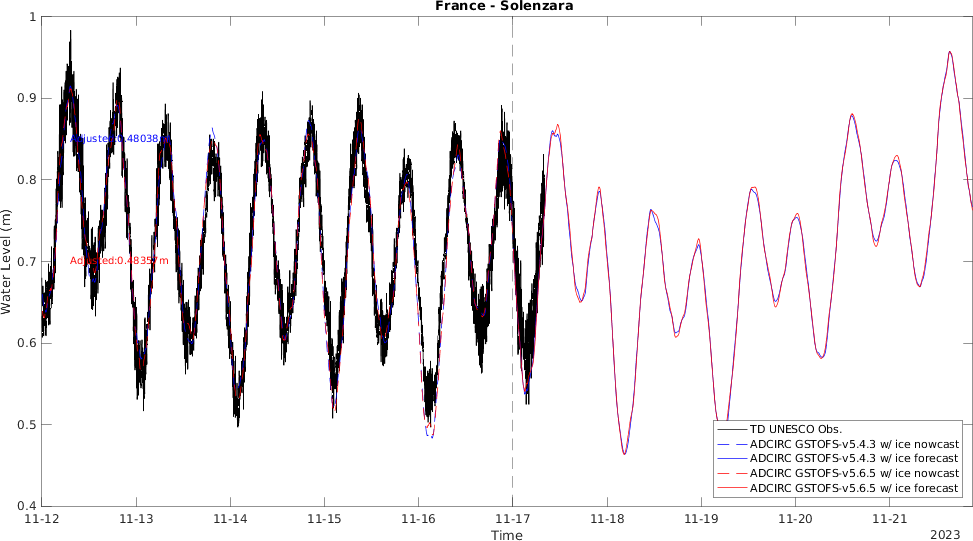 France - Solenzara
1
0.9
0.8
0.7
0.6
0.5
0.4
Water Level (m)
Adjusted:0.48038m
Adjusted:0.48357m
TD UNESCO Obs.
ADCIRC GSTOFS-v5.4.3 w/ ice nowcast
ADCIRC GSTOFS-v5.4.3 w/ ice forecast
ADCIRC GSTOFS-v5.6.5 w/ ice nowcast
ADCIRC GSTOFS-v5.6.5 w/ ice forecast
11-12 11-13 11-14 11-15 11-16 11-17 11-18 11-19 11-20 11-21
Time
2023